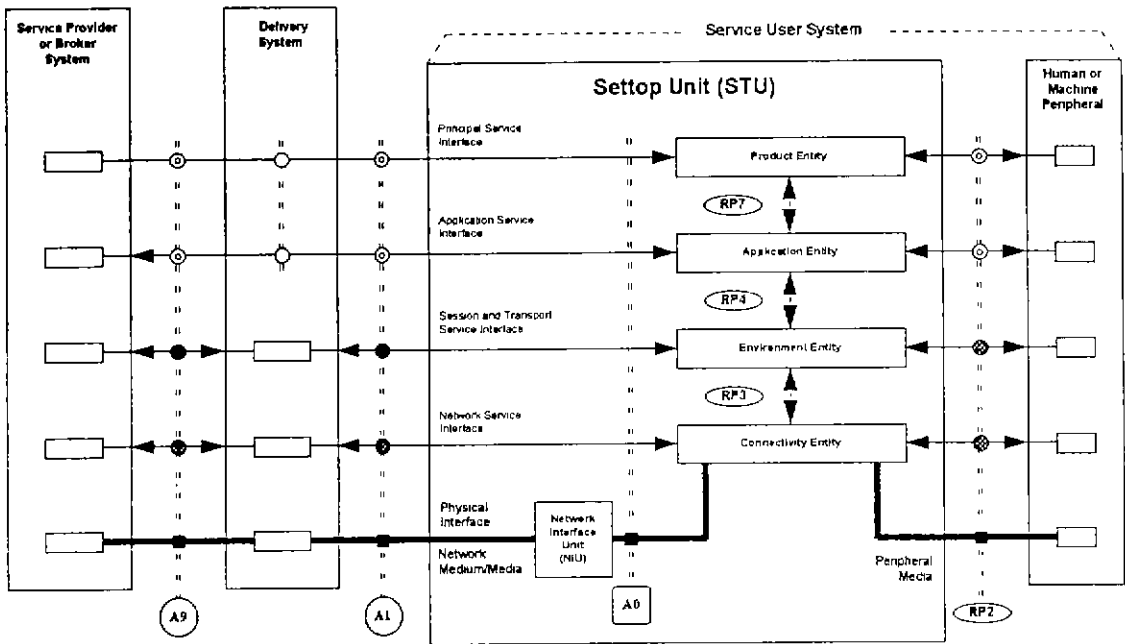 Service Provider
or Broker
System
Delivery
System
Service User System
Settop Unit (STU)
Human or
Machine
Peripheral
Principal Service
Interface
Product Entity
RP7
Application Service
Interface
Application Entity
RP4
Session and Transport
Service Interface
Environment Entity
RP3
Network Service
Interface
Connectivity Entity
Physical
Interface
Network
Medium/Media
Network
Interface
Unit
(NIU)
Peripheral
Media
A9
A1
A0
RP2